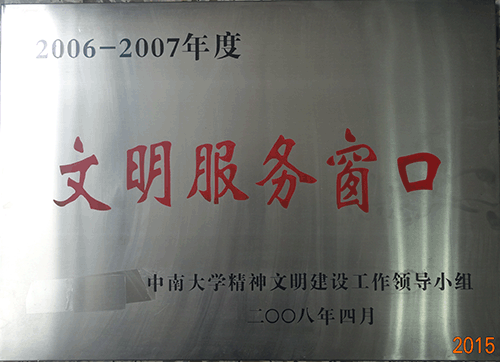 2006-2007年度
文明服务窗口
中南大学精神文明建设工作领导小组
二〇〇八年四月
2015